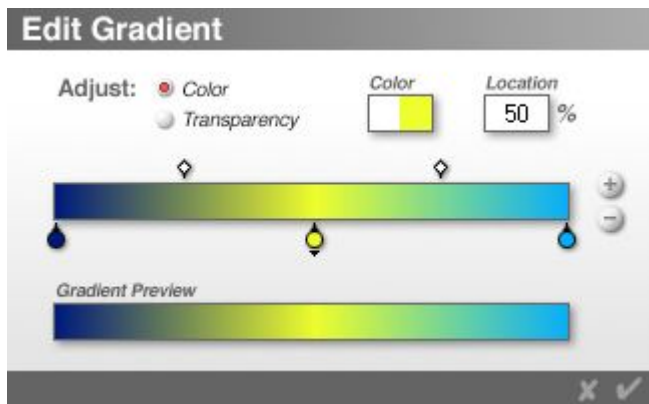 Edit Gradient
Adjust: Color Color Location
Transparency 50 %
Gradient Preview